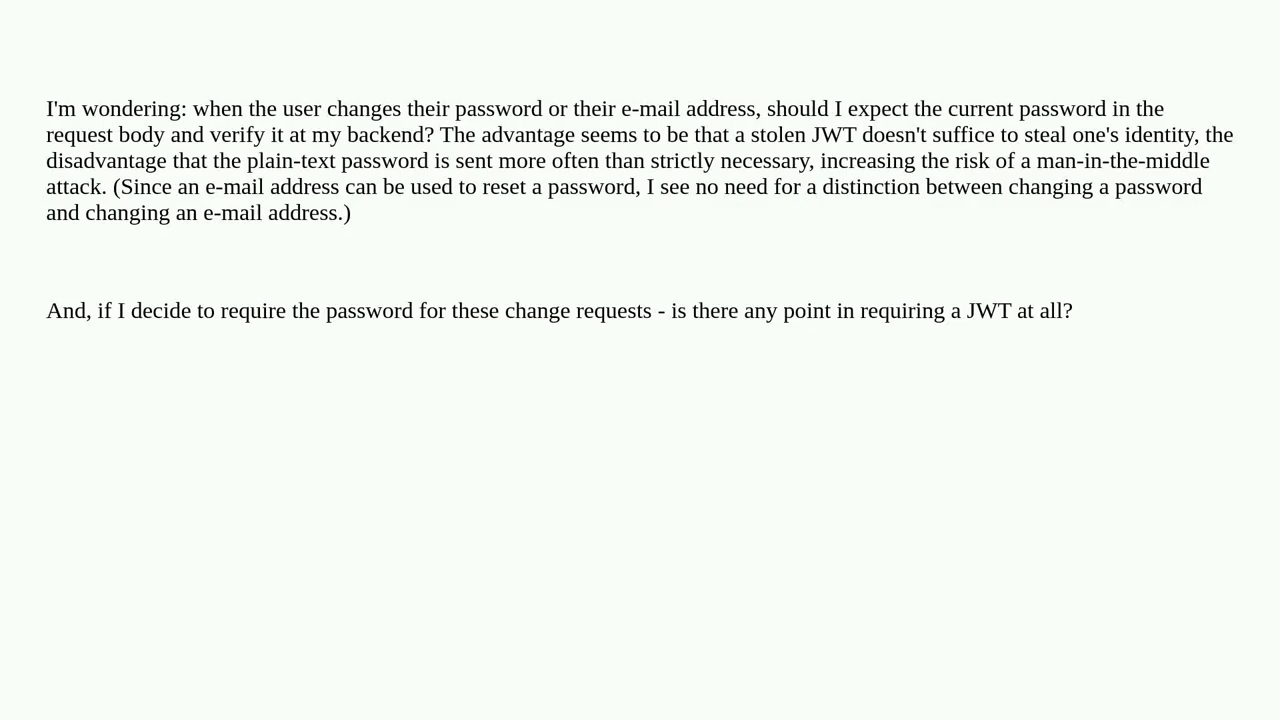 I'm wondering: when the user changes their password or their e-mail address, should I expect the current password in the
request body and verify it at my backend? The advantage seems to be that a stolen JWT doesn't suffice to steal one's identity, the
disadvantage that the plain-text password is sent more often than strictly necessary, increasing the risk of a man-in-the-middle
attack. (Since an e-mail address can be used to reset a password, I see no need for a distinction between changing a password
and changing an e-mail address.)
And, if I decide to require the password for these change requests - is there any point in requiring a JWT at all?